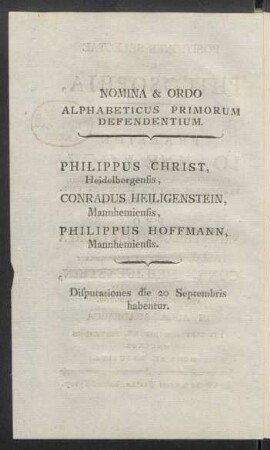 NOMINA & ORDO
ALPHABETICUS PRIMORUM
DEFENDENTIUM.
PHILIPPUS CHRIST,
Heidelbergensis,
CONRADUS HEILIGENSTEIN,
Mannhemiensis,
PHILIPPUS HOFFMANN,
Mannhemiensis.
Disputationes die 20 Septembris
habentur.